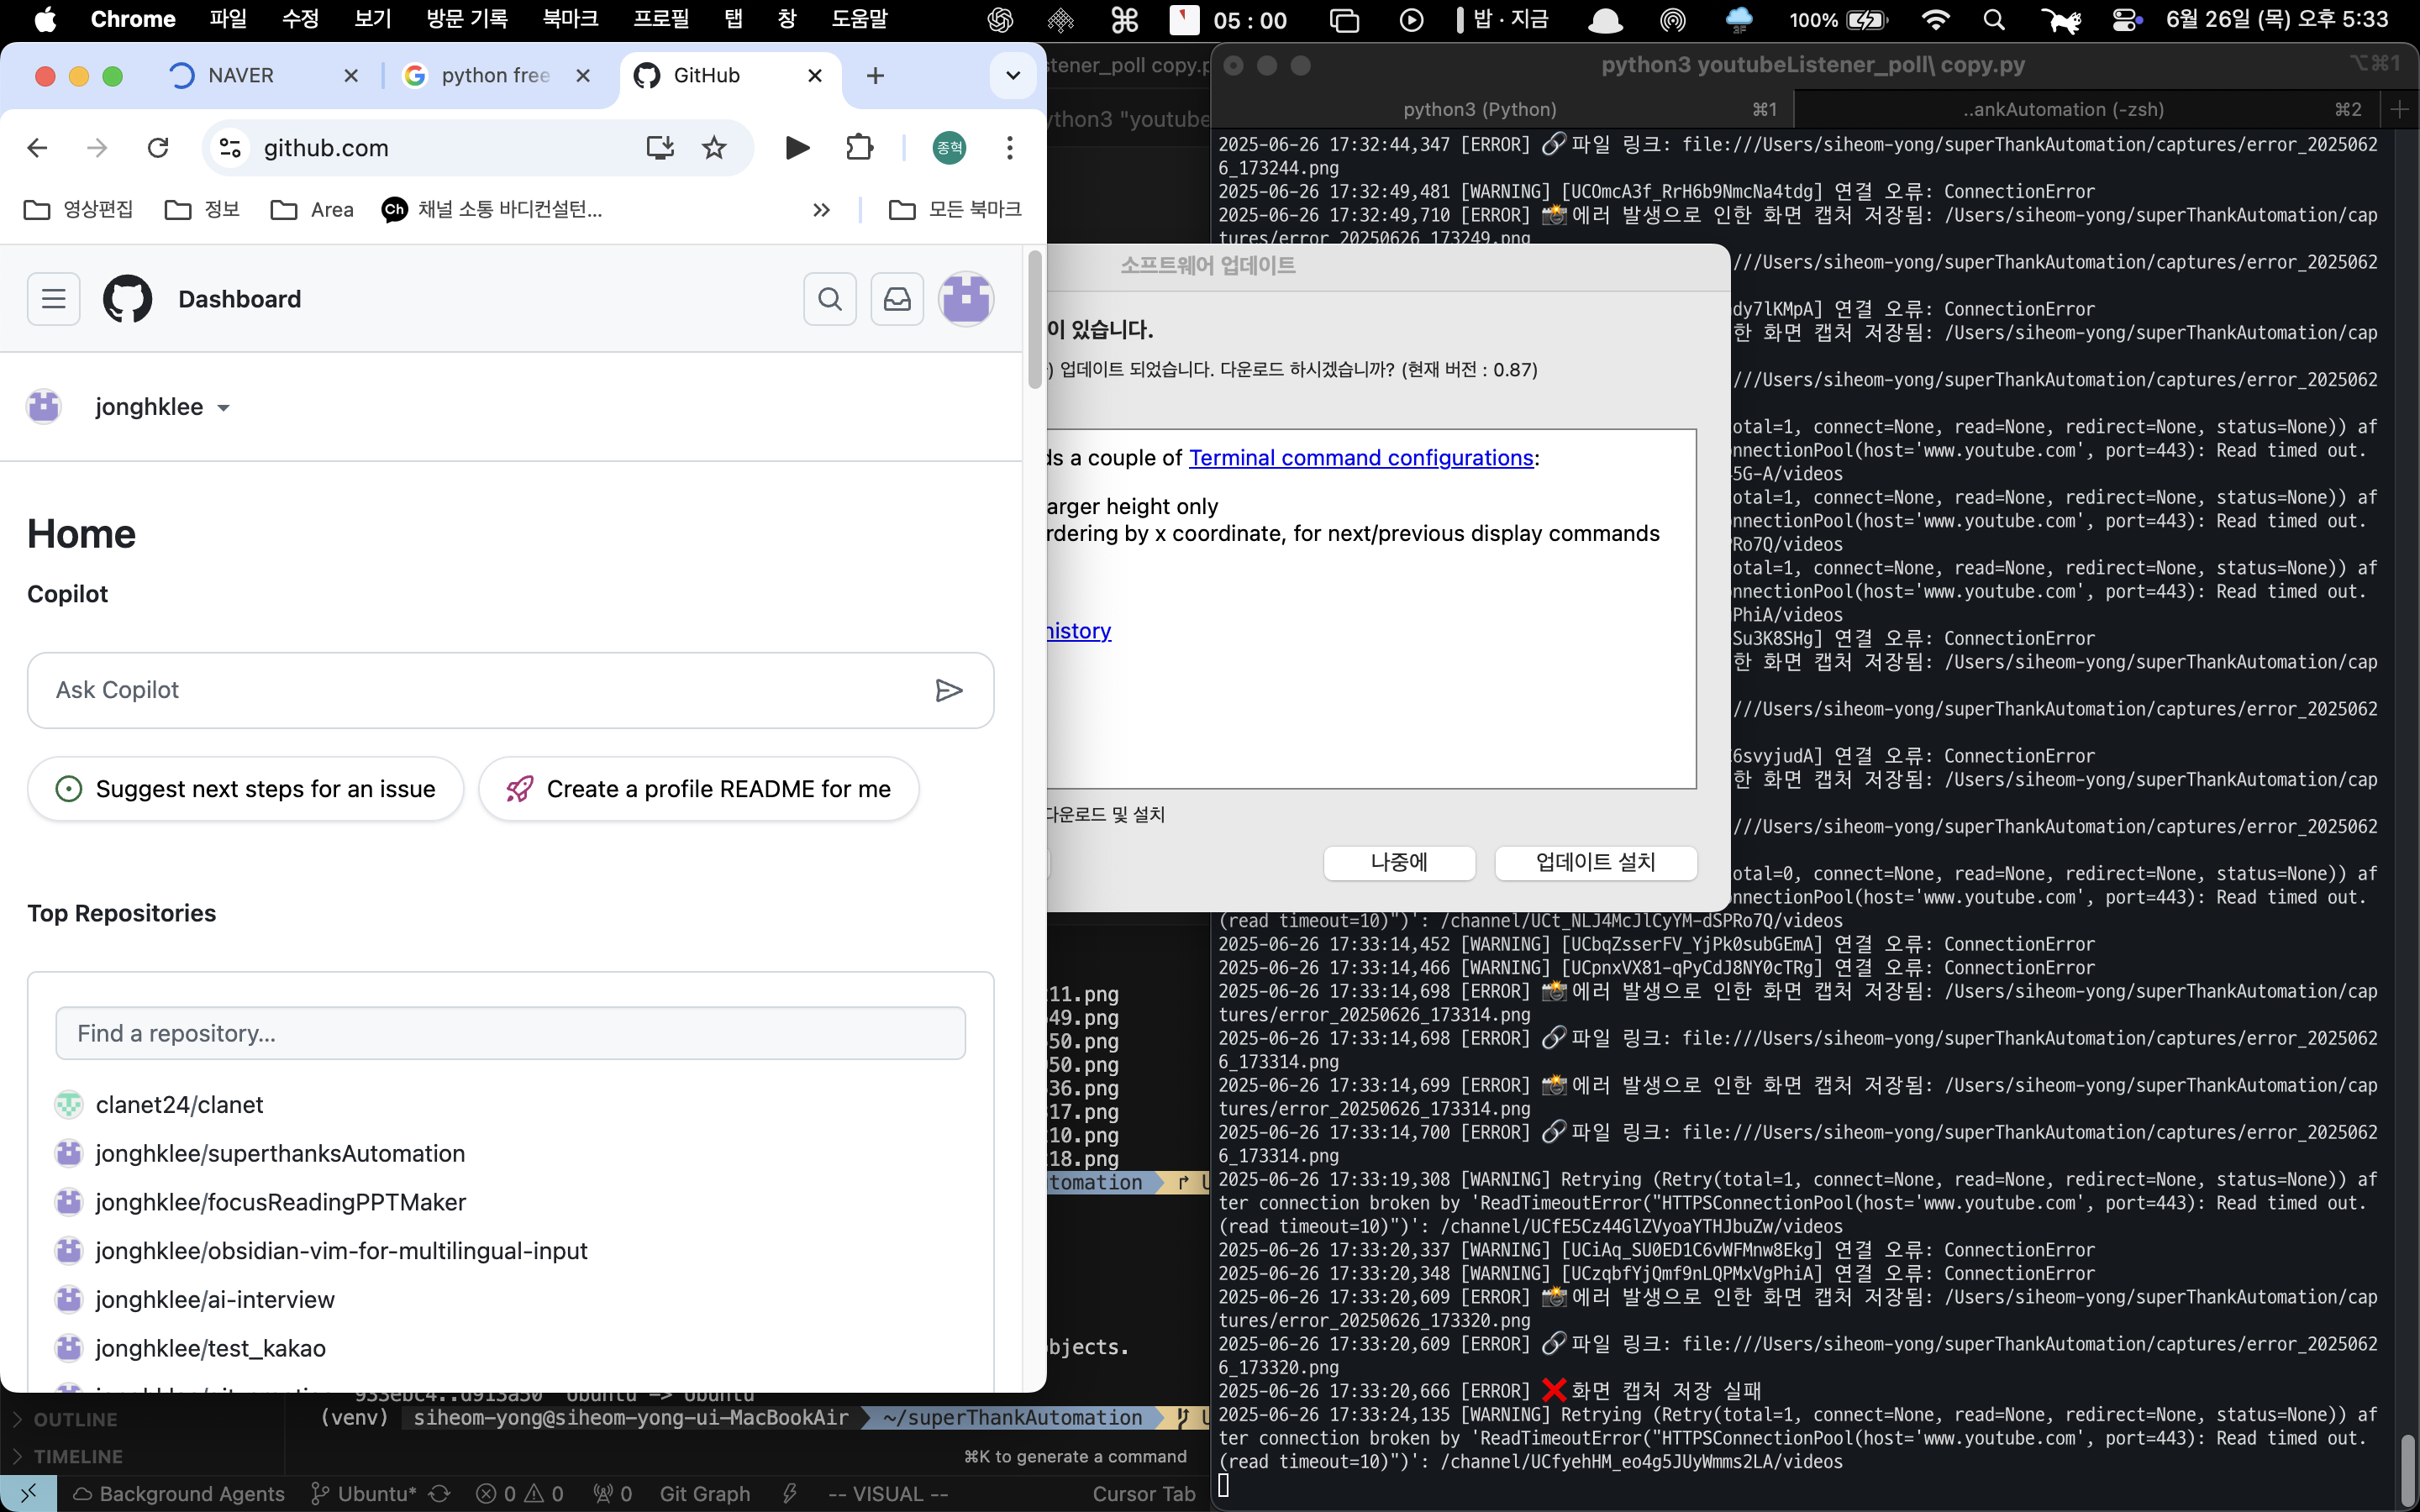 Chrome 파일 수정 보기 방문 기록 북마크 프로필 탭 창 도움말 05 : 00 밥 · 지금 100% 6월 26일 (목) 오후 5:33
NAVER python free GitHub
github.com 종혁
영상편집 정보 Area Ch 채널 소통 바디컨설턴... » 모든 북마크
Dashboard
jonghklee
Home
Copilot
Ask Copilot
Suggest next steps for an issue Create a profile README for me
Top Repositories
Find a repository...
clanet24/clanet
jonghklee/superthanksAutomation
jonghklee/focusReadingPPTMaker
jonghklee/obsidian-vim-for-multilingual-input
jonghklee/ai-interview
jonghklee/test_kakao
OUTLINE
TIMELINE
Background Agents Ubuntu* 0 0 0 Git Graph -- VISUAL -- Cursor Tab
소프트웨어 업데이트
이 있습니다.
) 업데이트 되었습니다. 다운로드 하시겠습니까? (현재 버전 : 0.87)
ds a couple of Terminal command configurations:
arger height only
rdering by x coordinate, for next/previous display commands
history
다운로드 및 설치
나중에 업데이트 설치
stener_poll copy.p
ython3 "youtube
11.png
49.png
50.png
50.png
36.png
17.png
10.png
18.png
tomation
bjects.
(venv) siheom-yong@siheom-yong-ui-MacBookAir ~/superThankAutomation
⌘K to generate a command
python3 youtubeListener_poll\ copy.py ⌥⌘1
python3 (Python) ⌘1 ..ankAutomation (-zsh) ⌘2
2025-06-26 17:32:44,347 [ERROR] 🔗 파일 링크: file:///Users/siheom-yong/superThankAutomation/captures/error_2025062
6_173244.png
2025-06-26 17:32:49,481 [WARNING] [UCOmcA3f_RrH6b9NmcNa4tdg] 연결 오류: ConnectionError
2025-06-26 17:32:49,710 [ERROR] 📸 에러 발생으로 인한 화면 캡처 저장됨: /Users/siheom-yong/superThankAutomation/cap
tures/error_20250626_173249.png
///Users/siheom-yong/superThankAutomation/captures/error_2025062
dy7lKMpA] 연결 오류: ConnectionError
한 화면 캡처 저장됨: /Users/siheom-yong/superThankAutomation/cap
///Users/siheom-yong/superThankAutomation/captures/error_2025062
otal=1, connect=None, read=None, redirect=None, status=None)) af
nnectionPool(host='www.youtube.com', port=443): Read timed out.
5G-A/videos
otal=1, connect=None, read=None, redirect=None, status=None)) af
nnectionPool(host='www.youtube.com', port=443): Read timed out.
PRo7Q/videos
otal=1, connect=None, read=None, redirect=None, status=None)) af
nnectionPool(host='www.youtube.com', port=443): Read timed out.
PhiA/videos
Su3K8SHg] 연결 오류: ConnectionError
한 화면 캡처 저장됨: /Users/siheom-yong/superThankAutomation/cap
///Users/siheom-yong/superThankAutomation/captures/error_2025062
6svyjudA] 연결 오류: ConnectionError
한 화면 캡처 저장됨: /Users/siheom-yong/superThankAutomation/cap
///Users/siheom-yong/superThankAutomation/captures/error_2025062
otal=0, connect=None, read=None, redirect=None, status=None)) af
nnectionPool(host='www.youtube.com', port=443): Read timed out.
(read timeout=10)")': /channel/UCt_NLJ4McJlCyYM-dSPRo7Q/videos
2025-06-26 17:33:14,452 [WARNING] [UCbqZsserFV_YjPk0subGEmA] 연결 오류: ConnectionError
2025-06-26 17:33:14,466 [WARNING] [UCpnxVX81-qPyCdJ8NY0cTRg] 연결 오류: ConnectionError
2025-06-26 17:33:14,698 [ERROR] 📸 에러 발생으로 인한 화면 캡처 저장됨: /Users/siheom-yong/superThankAutomation/cap
tures/error_20250626_173314.png
2025-06-26 17:33:14,698 [ERROR] 🔗 파일 링크: file:///Users/siheom-yong/superThankAutomation/captures/error_2025062
6_173314.png
2025-06-26 17:33:14,699 [ERROR] 📸 에러 발생으로 인한 화면 캡처 저장됨: /Users/siheom-yong/superThankAutomation/cap
tures/error_20250626_173314.png
2025-06-26 17:33:14,700 [ERROR] 🔗 파일 링크: file:///Users/siheom-yong/superThankAutomation/captures/error_2025062
6_173314.png
2025-06-26 17:33:19,308 [WARNING] Retrying (Retry(total=1, connect=None, read=None, redirect=None, status=None)) af
ter connection broken by 'ReadTimeoutError("HTTPSConnectionPool(host='www.youtube.com', port=443): Read timed out.
(read timeout=10)")': /channel/UCfE5Cz44GlZVyoaYTHJbuZw/videos
2025-06-26 17:33:20,337 [WARNING] [UCiAq_SU0ED1C6vWFMnw8Ekg] 연결 오류: ConnectionError
2025-06-26 17:33:20,348 [WARNING] [UCzqbfYjQmf9nLQPMxVgPhiA] 연결 오류: ConnectionError
2025-06-26 17:33:20,609 [ERROR] 📸 에러 발생으로 인한 화면 캡처 저장됨: /Users/siheom-yong/superThankAutomation/cap
tures/error_20250626_173320.png
2025-06-26 17:33:20,609 [ERROR] 🔗 파일 링크: file:///Users/siheom-yong/superThankAutomation/captures/error_2025062
6_173320.png
2025-06-26 17:33:20,666 [ERROR] ❌ 화면 캡처 저장 실패
2025-06-26 17:33:24,135 [WARNING] Retrying (Retry(total=1, connect=None, read=None, redirect=None, status=None)) af
ter connection broken by 'ReadTimeoutError("HTTPSConnectionPool(host='www.youtube.com', port=443): Read timed out.
(read timeout=10)")': /channel/UCfyehHM_eo4g5JUyWmms2LA/videos